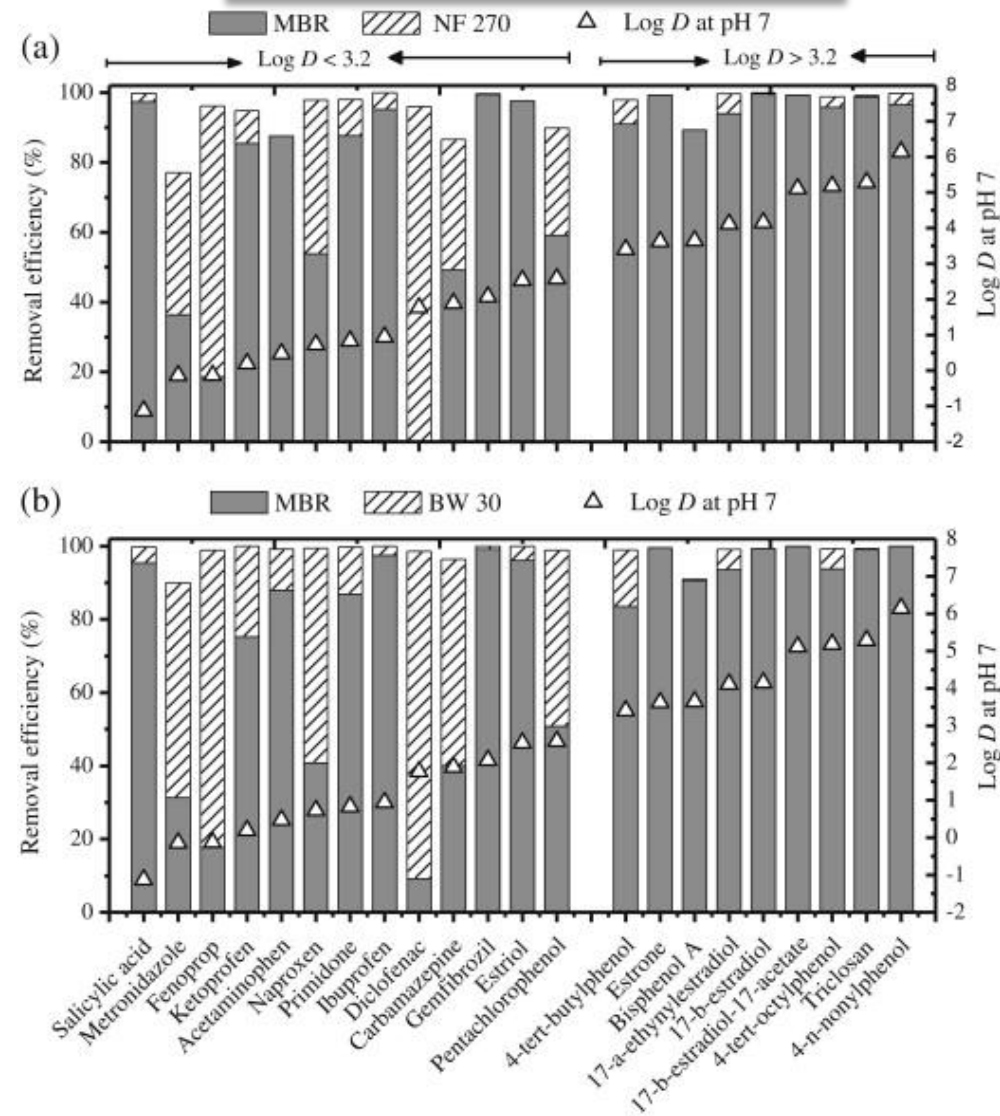 MBR NF 270 Log D at pH 7
(a)
Log D < 3.2 Log D > 3.2
100
80
60
40
20
0
Removal efficiency (%)
8
7
6
5
4
3
2
1
0
-1
-2
Log D at pH 7
(b)
MBR BW 30 Log D at pH 7
100
80
60
40
20
0
Removal efficiency (%)
8
7
6
5
4
3
2
1
0
-1
-2
Log D at pH 7
Salicylic acid
Metronidazole
Fenoprop
Ketoprofen
Acetaminophen
Naproxen
Primidone
Ibuprofen
Diclofenac
Carbamazepine
Gemfibrozil
Estriol
Pentachlorophenol
4-tert-butylphenol
Estrone
Bisphenol A
17-a-ethynylestradiol
17-b-estradiol
17-b-estradiol-17-acetate
4-tert-octylphenol
Triclosan
4-n-nonylphenol